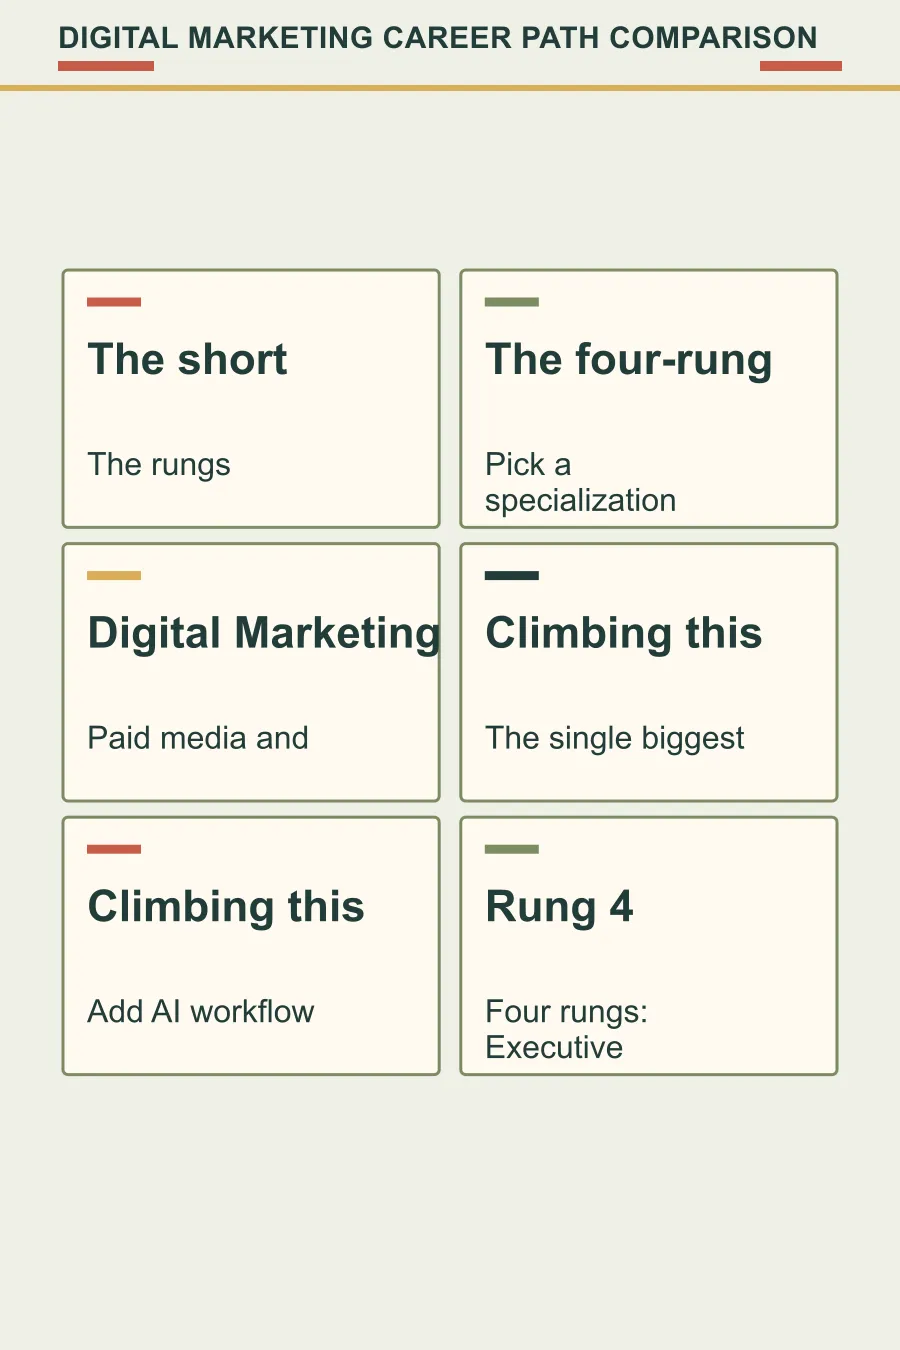 DIGITAL MARKETING CAREER PATH COMPARISON
The short
The rungs
The four-rung
Pick a
specialization
Digital Marketing
Paid media and
Climbing this
The single biggest
Climbing this
Add AI workflow
Rung 4
Four rungs:
Executive